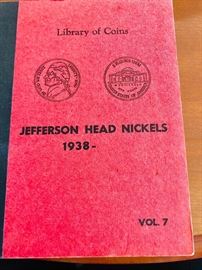 Library of Coins
JEFFERSON HEAD NICKELS
1938-
VOL. 7